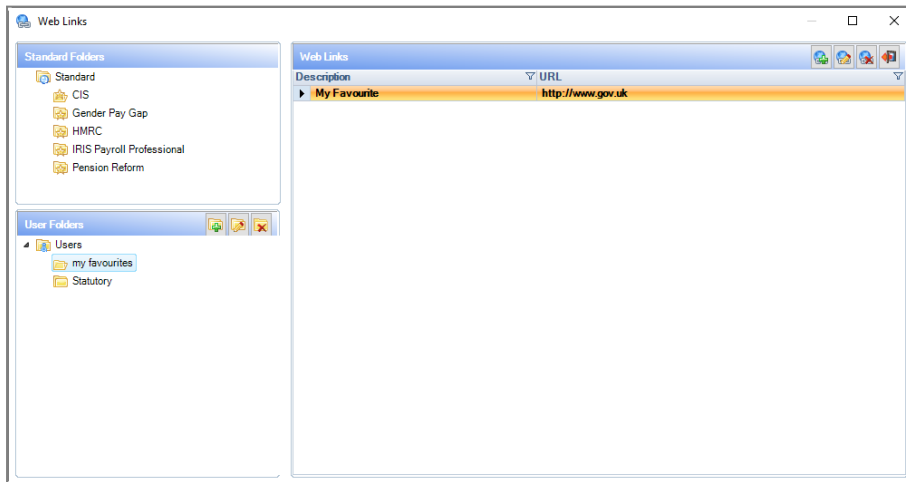 Web Links
Standard Folders
Standard
CIS
Gender Pay Gap
HMRC
IRIS Payroll Professional
Pension Reform
User Folders
Users
my favourites
Statutory
Web Links
Description URL
My Favourite http://www.gov.uk